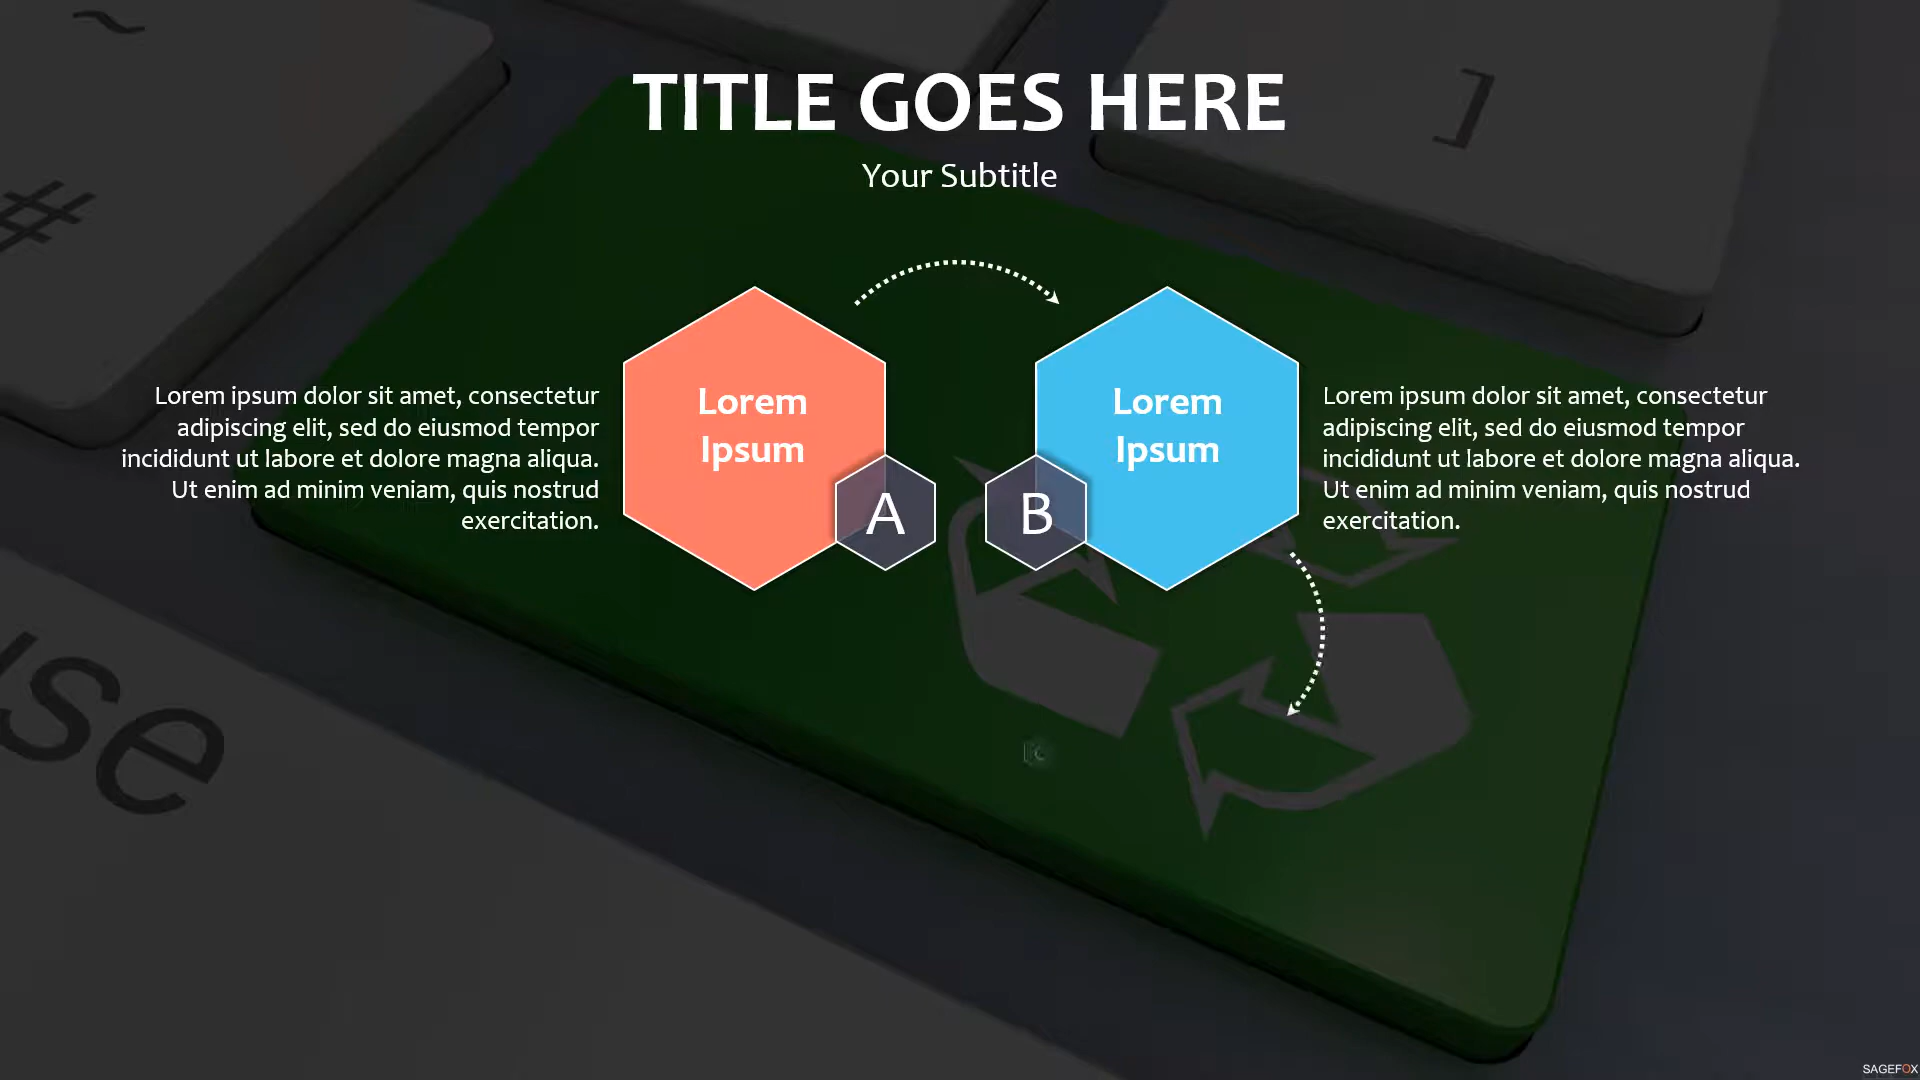 ~
]
#
TITLE GOES HERE
Your Subtitle
Lorem ipsum dolor sit amet, consectetur
adipiscing elit, sed do eiusmod tempor
incididunt ut labore et dolore magna aliqua.
Ut enim ad minim veniam, quis nostrud
exercitation.
Lorem
Ipsum
A
B
Lorem
Ipsum
Lorem ipsum dolor sit amet, consectetur
adipiscing elit, sed do eiusmod tempor
incididunt ut labore et dolore magna aliqua.
Ut enim ad minim veniam, quis nostrud
exercitation.
use
SAGEFOX